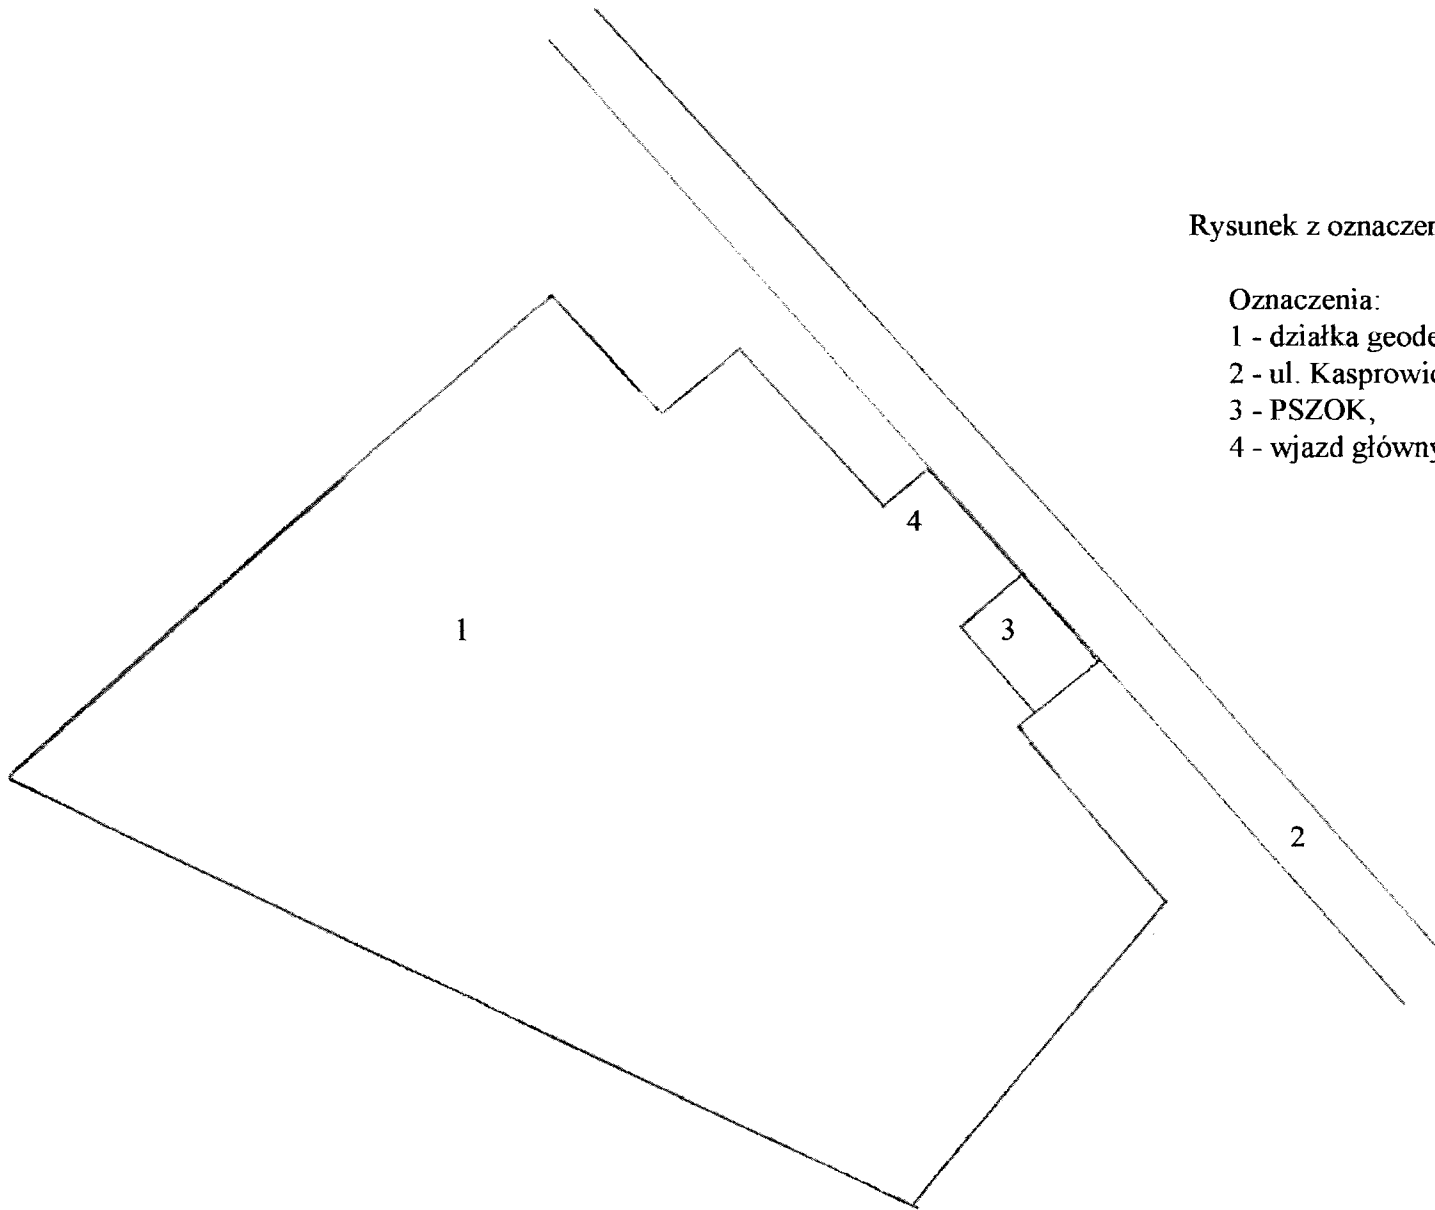 Rysunek z oznaczen
Oznaczenia:
1 - działka geode
2 - ul. Kasprowic
3 - PSZOK,
4 - wjazd główny
4
1
3
2